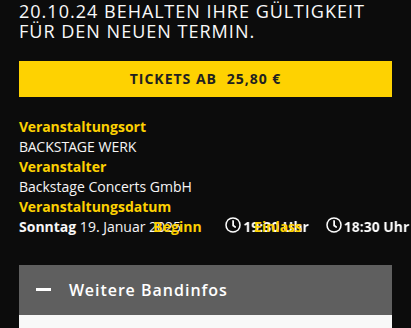 20.10.24 BEHALTEN IHRE GÜLTIGKEIT
FÜR DEN NEUEN TERMIN.
TICKETS AB 25,80 €
Veranstaltungsort
BACKSTAGE WERK
Veranstalter
Backstage Concerts GmbH
Veranstaltungsdatum
Sonntag 19. Januar 2025 Beginn 19:30 Uhr Einlass 18:30 Uhr
Weitere Bandinfos